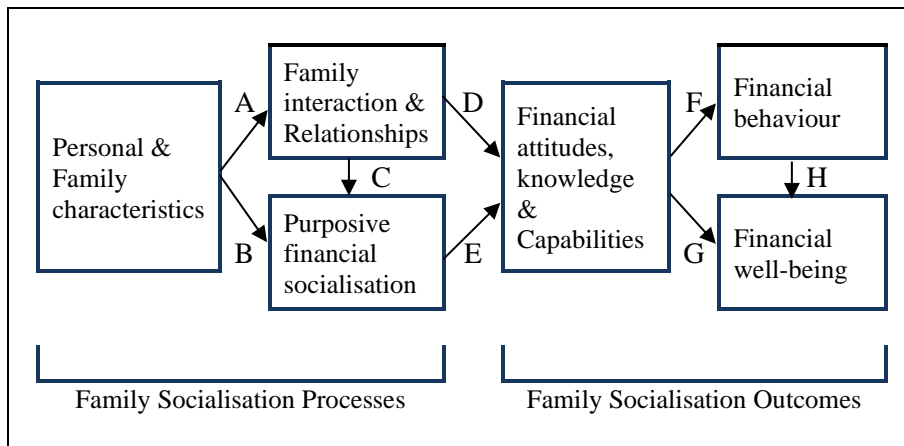 Personal &
Family
characteristics
A
B
Family
interaction &
Relationships
C
Purposive
financial
socialisation
D
E
Financial
attitudes,
knowledge
&
Capabilities
F
G
Financial
behaviour
H
Financial
well-being
Family Socialisation Processes
Family Socialisation Outcomes